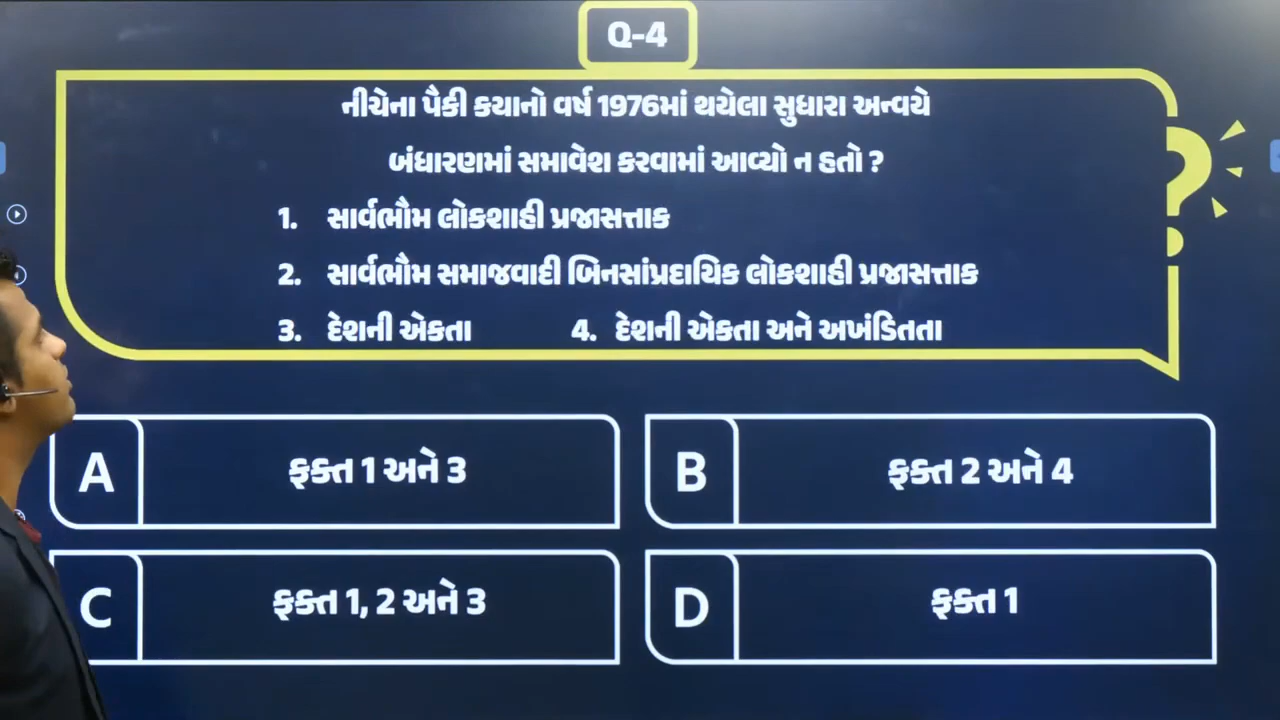 Q-4
નીચેના પૈકી કયાનો વર્ષ 1976માં થયેલા સુધારા અન્વયે
બંધારણમાં સમાવેશ કરવામાં આવ્યો ન હતો ?
1. સાર્વભૌમ લોકશાહી પ્રજાસત્તાક
2. સાર્વભૌમ સમાજવાદી બિનસાંપ્રદાયિક લોકશાહી પ્રજાસત્તાક
3. દેશની એકતા 4. દેશની એકતા અને અખંડિતતા
?
A ફક્ત 1 અને 3
B ફક્ત 2 અને 4
C ફક્ત 1, 2 અને 3
D ફક્ત 1